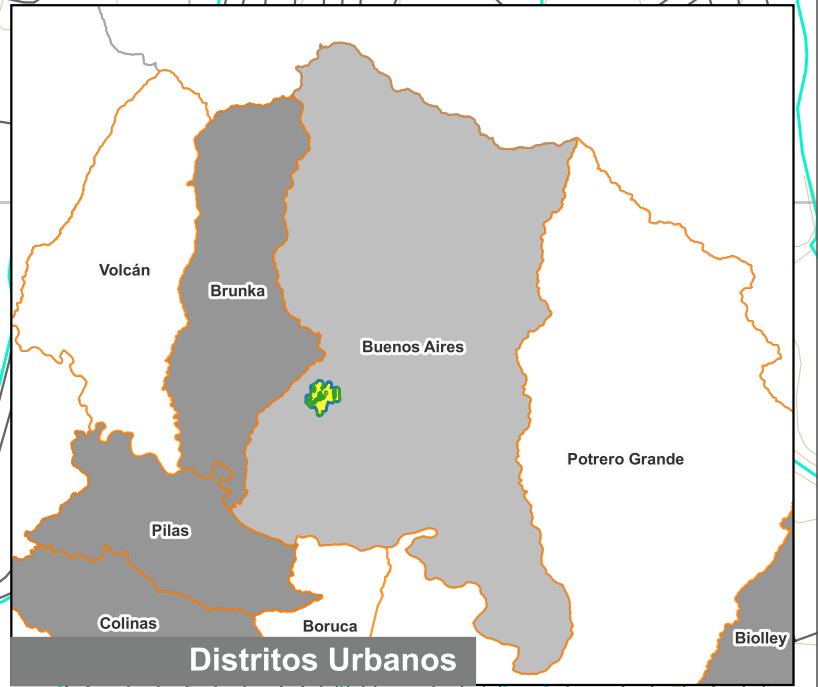 Volcán
Brunka
Buenos Aires
Potrero Grande
Pilas
Colinas
Boruca
Biolley
Distritos Urbanos